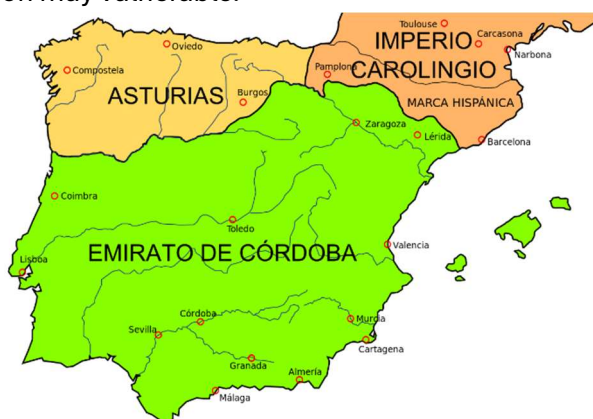 Toulouse
IMPERIO
CAROLINGIO
Carcasona
Narbona
Oviedo
Compostela
Pamplona
ASTURIAS
Burgos
MARCA HISPÁNICA
Zaragoza
Lérida
Barcelona
Coimbra
Toledo
EMIRATO DE CÓRDOBA
Valencia
Lisboa
Córdoba
Sevilla
Murcia
Cartagena
Granada
Almería
Málaga